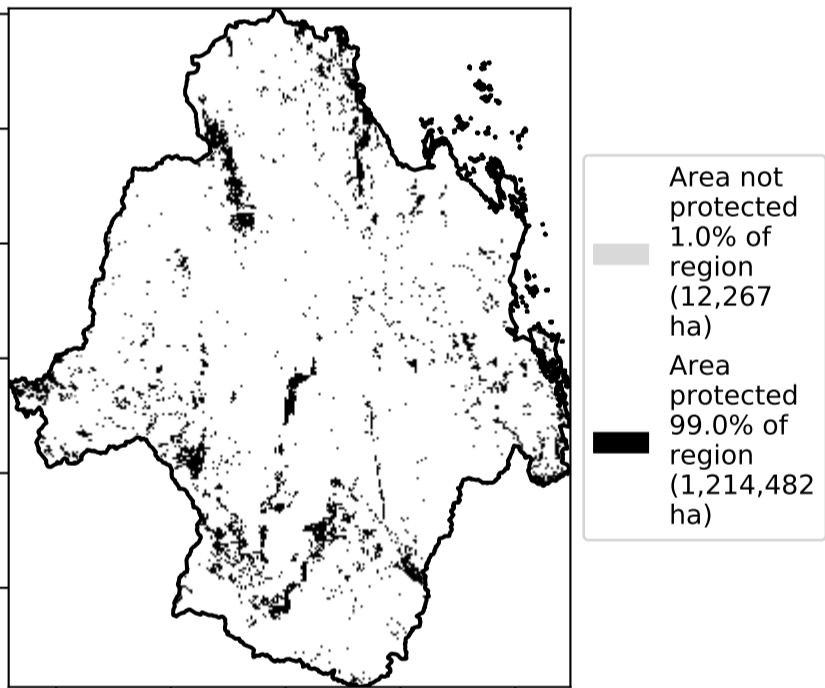 Area not
protected
1.0% of
region
(12,267
ha)
Area
protected
99.0% of
region
(1,214,482
ha)